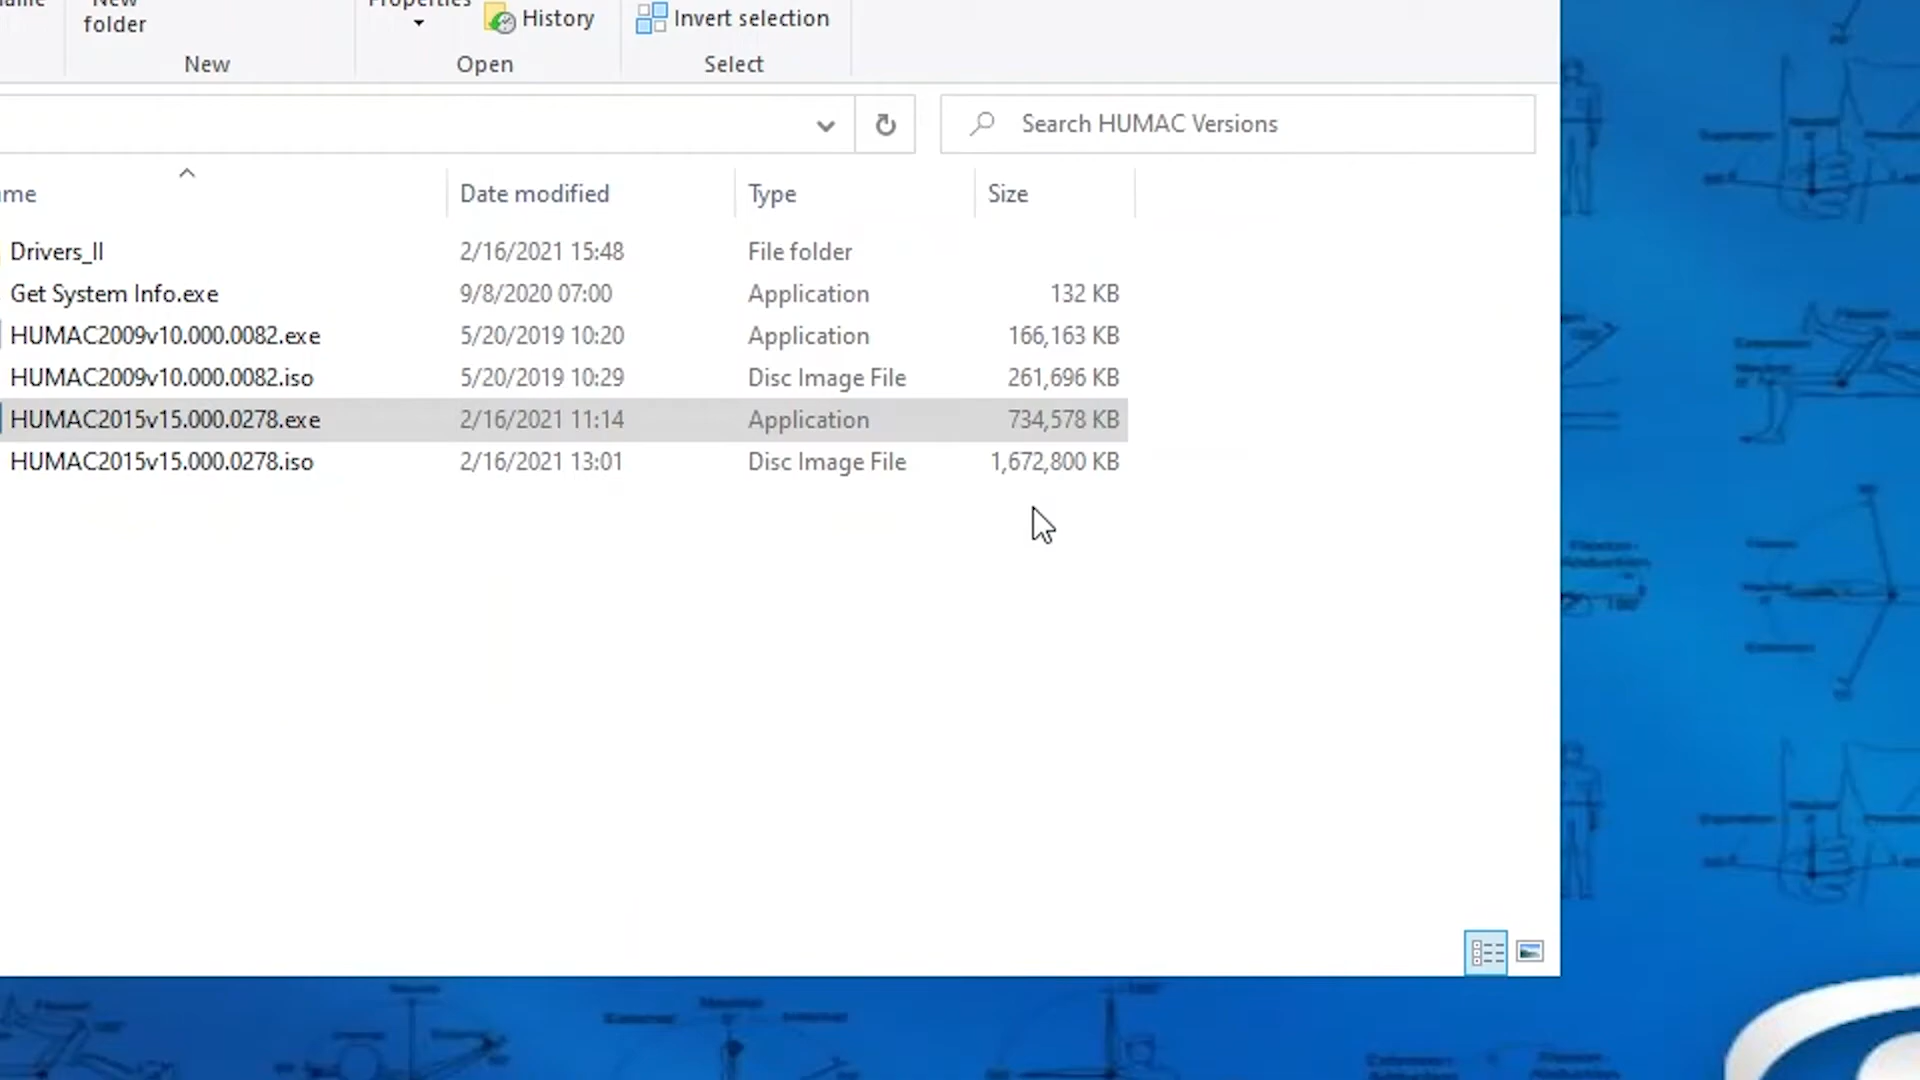 New
folder
Properties
History
Invert selection
New
Open
Select
Search HUMAC Versions
Date modified
Type
Size
Drivers_II
2/16/2021 15:48
File folder
Get System Info.exe
9/8/2020 07:00
Application
132 KB
HUMAC2009v10.000.0082.exe
5/20/2019 10:20
Application
166,163 KB
HUMAC2009v10.000.0082.iso
5/20/2019 10:29
Disc Image File
261,696 KB
HUMAC2015v15.000.0278.exe
2/16/2021 11:14
Application
734,578 KB
HUMAC2015v15.000.0278.iso
2/16/2021 13:01
Disc Image File
1,672,800 KB